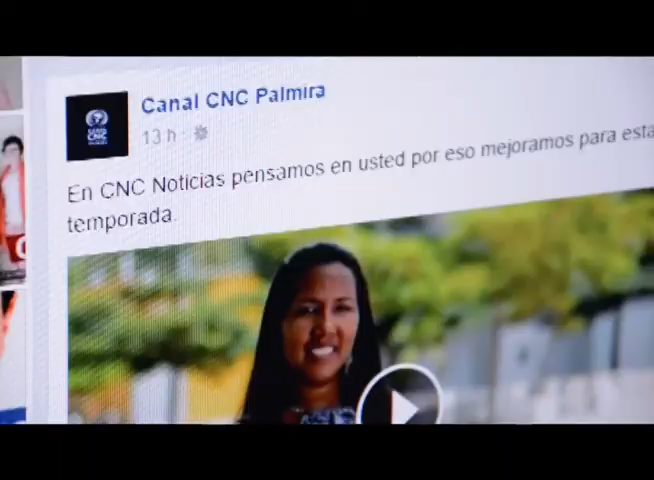 Canal CNC Palmira
13 h ·
En CNC Noticias pensamos en usted por eso mejoramos para esta
temporada.